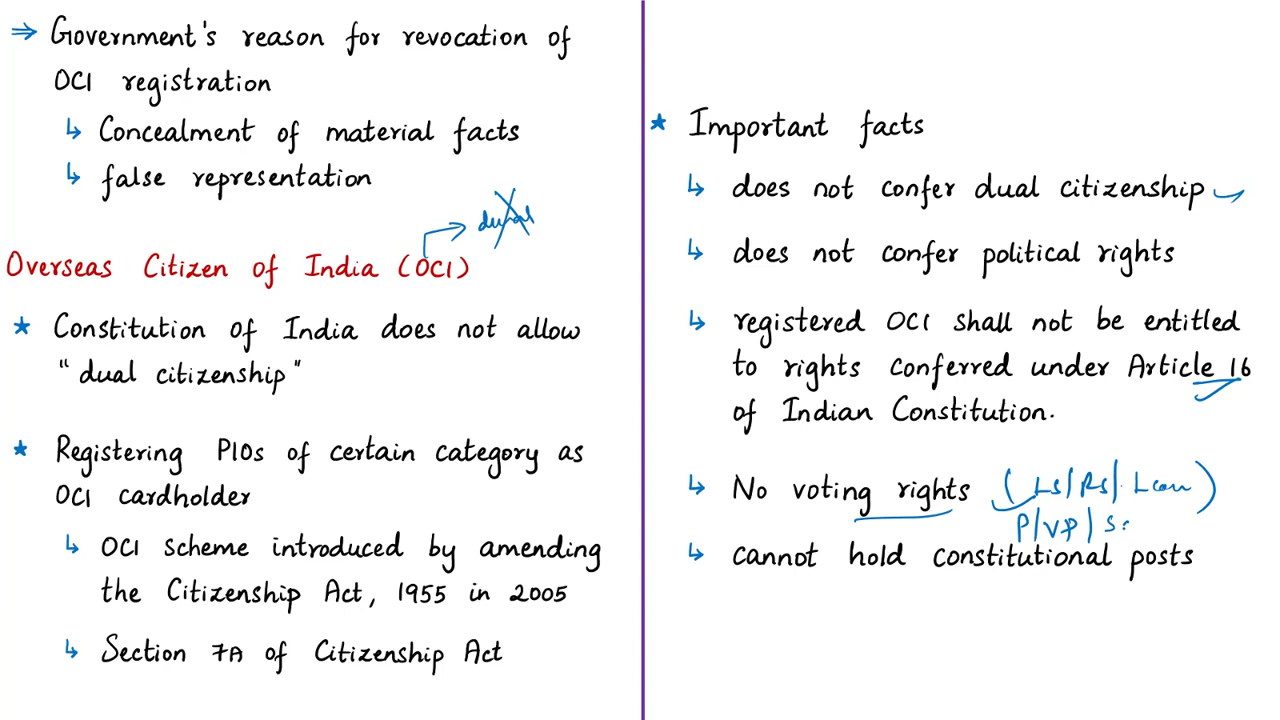 ⇒ Government's reason for revocation of
OCI registration
↳ Concealment of material facts
↳ false representation
dual
Overseas Citizen of India (OCI)
★ Constitution of India does not allow
"dual citizenship"
★ Registering PIOs of certain category as
OCI cardholder
↳ OCI scheme introduced by amending
the Citizenship Act, 1955 in 2005
↳ Section 7A of Citizenship Act
★ Important facts
↳ does not confer dual citizenship
↳ does not confer political rights
↳ registered OCI shall not be entitled
to rights conferred under Article 16
of Indian Constitution.
↳ No voting rights (LS/RS/
P/VP/
↳ cannot hold constitutional posts